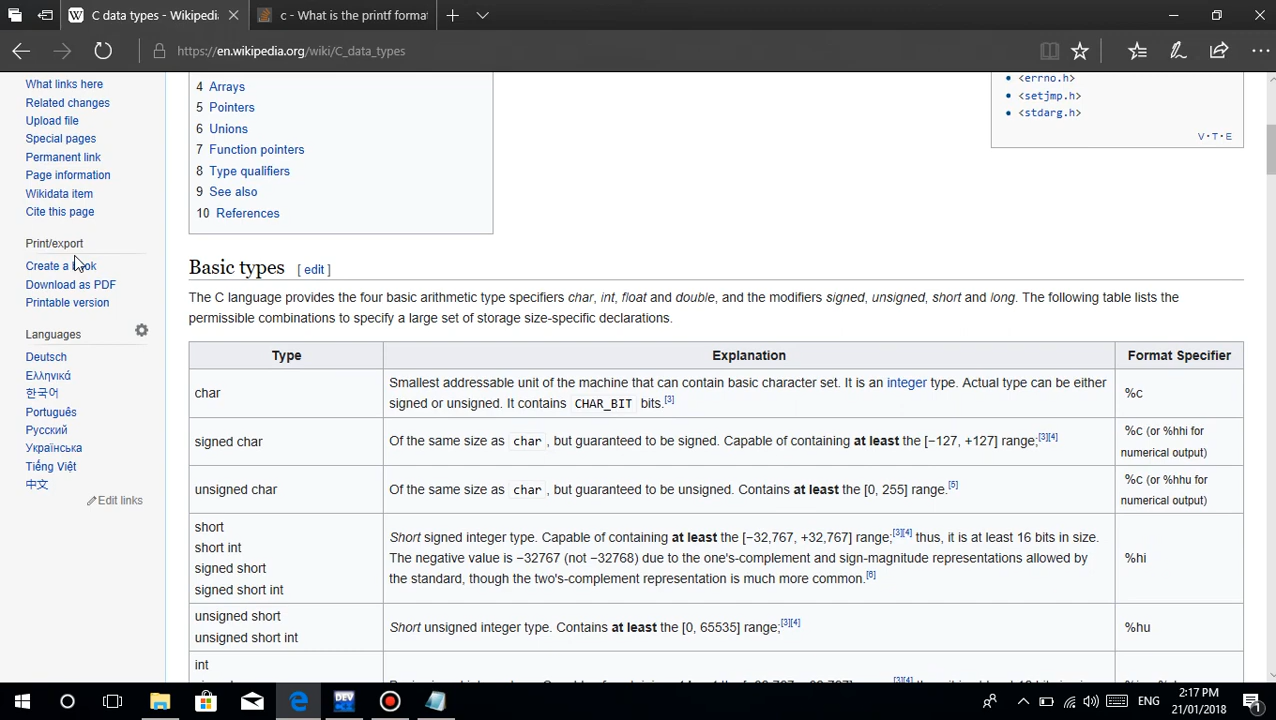 C data types - Wikipedi
c - What is the printf format
https://en.wikipedia.org/wiki/C_data_types
What links here
Related changes
Upload file
Special pages
Permanent link
Page information
Wikidata item
Cite this page
Print/export
Create a book
Download as PDF
Printable version
Languages
Deutsch
Ελληνικά
한국어
Português
Русский
Українська
Tiếng Việt
中文
Edit links
4 Arrays
5 Pointers
6 Unions
7 Function pointers
8 Type qualifiers
9 See also
10 References
<errno.h>
<setjmp.h>
<stdarg.h>
V·T·E
Basic types [ edit ]
The C language provides the four basic arithmetic type specifiers char, int, float and double, and the modifiers signed, unsigned, short and long. The following table lists the
permissible combinations to specify a large set of storage size-specific declarations.
Type Explanation Format Specifier
char
Smallest addressable unit of the machine that can contain basic character set. It is an integer type. Actual type can be either
signed or unsigned. It contains CHAR_BIT bits.[3]
%c
signed char
Of the same size as char, but guaranteed to be signed. Capable of containing at least the [−127, +127] range;[3][4]
%c (or %hhi for
numerical output)
unsigned char
Of the same size as char, but guaranteed to be unsigned. Contains at least the [0, 255] range.[5]
%c (or %hhu for
numerical output)
short
short int
signed short
signed short int
Short signed integer type. Capable of containing at least the [−32,767, +32,767] range;[3][4] thus, it is at least 16 bits in size.
The negative value is −32767 (not −32768) due to the one's-complement and sign-magnitude representations allowed by
the standard, though the two's-complement representation is much more common.[6]
%hi
unsigned short
unsigned short int
Short unsigned integer type. Contains at least the [0, 65535] range;[3][4]
%hu
int
DEV
ENG
2:17 PM
21/01/2018
1